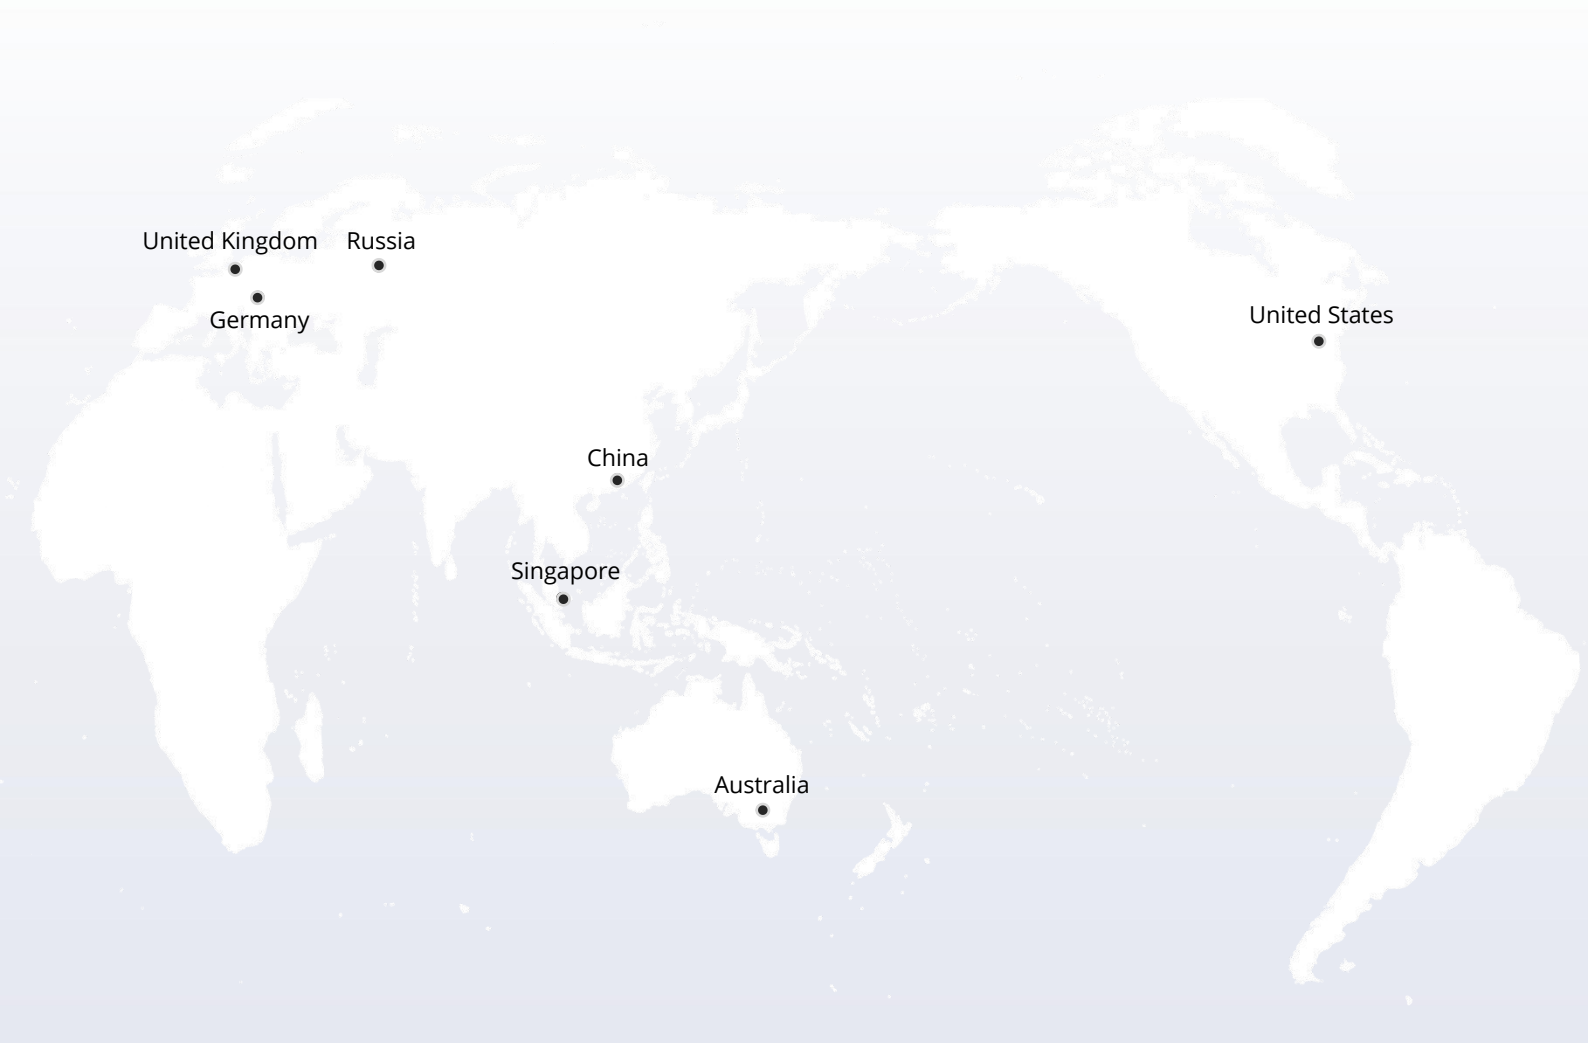 United Kingdom
Russia
Germany
United States
China
Singapore
Australia